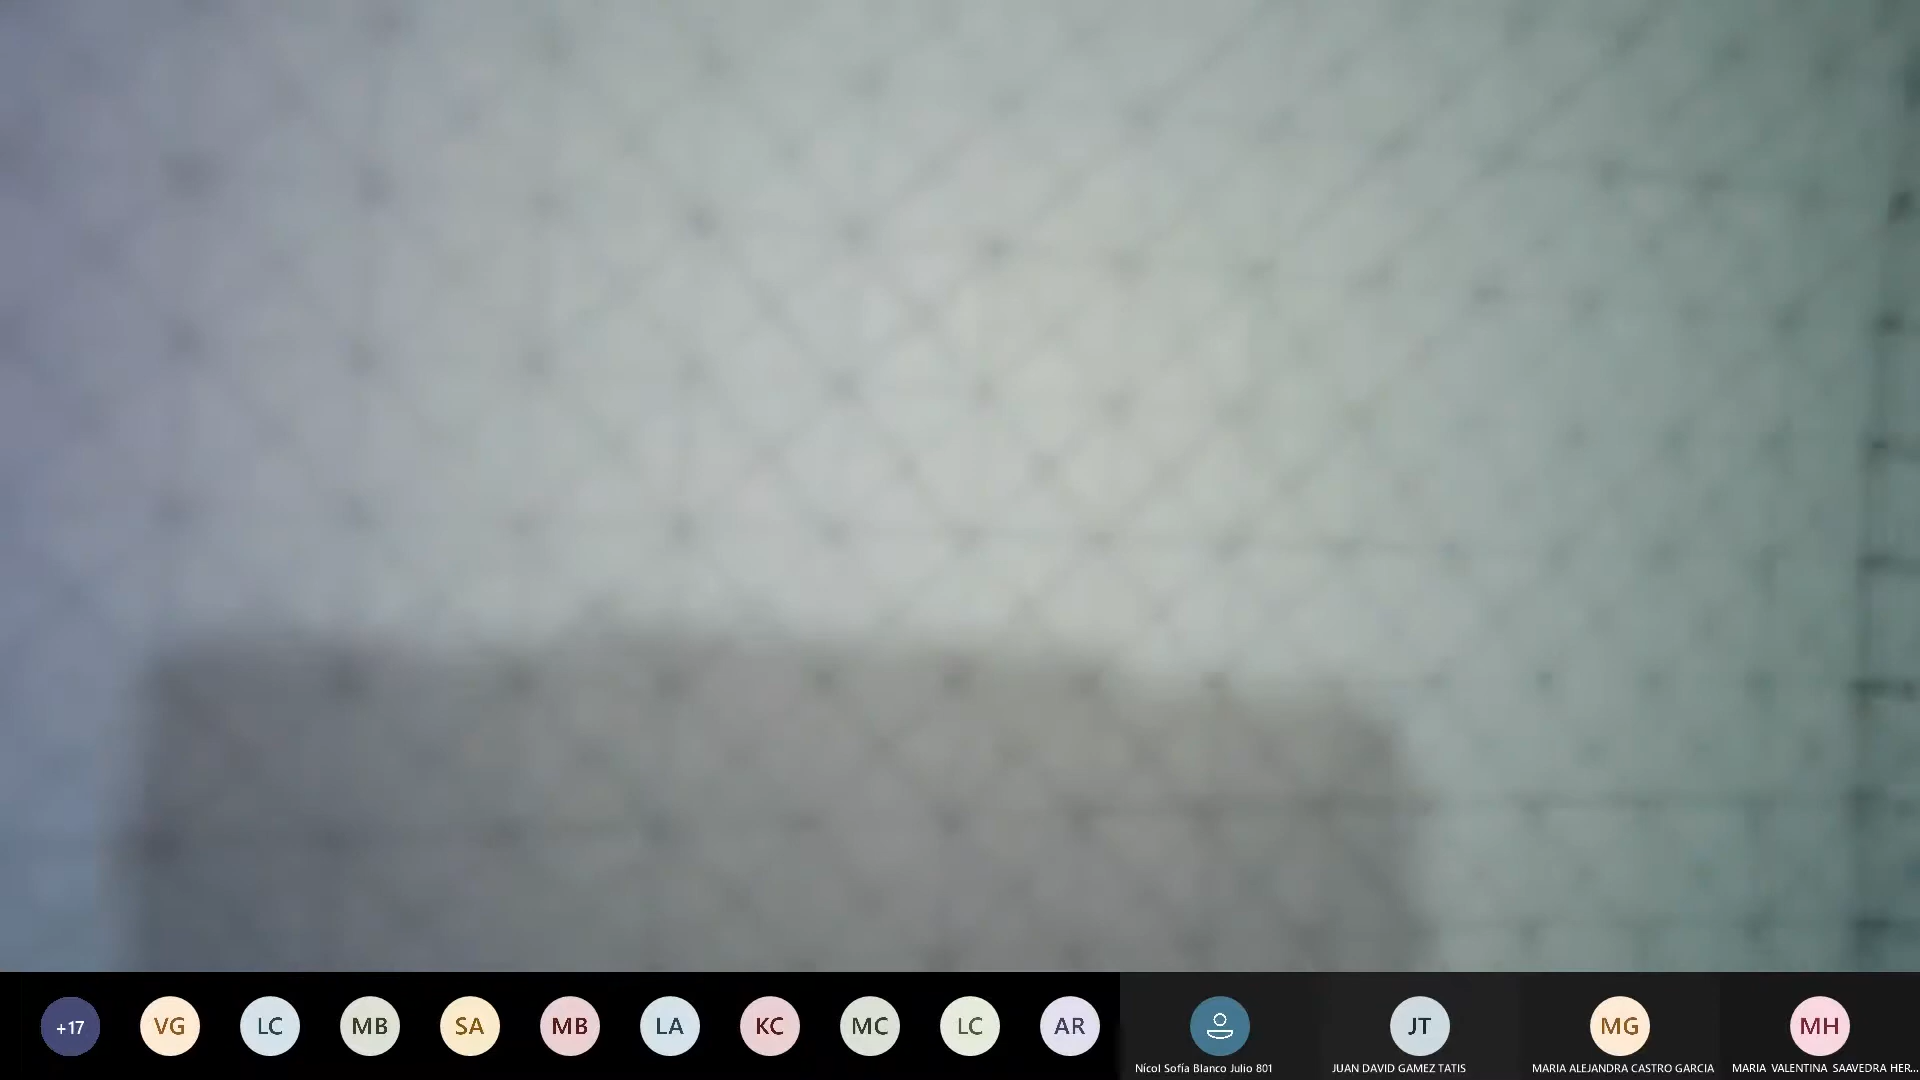 +17
VG
LC
MB
SA
MB
LA
KC
MC
LC
AR
JT
MG
MH
Nícol Sofía Blanco Julio 801
JUAN DAVID GAMEZ TATIS
MARIA ALEJANDRA CASTRO GARCIA
MARIA VALENTINA SAAVEDRA HER...